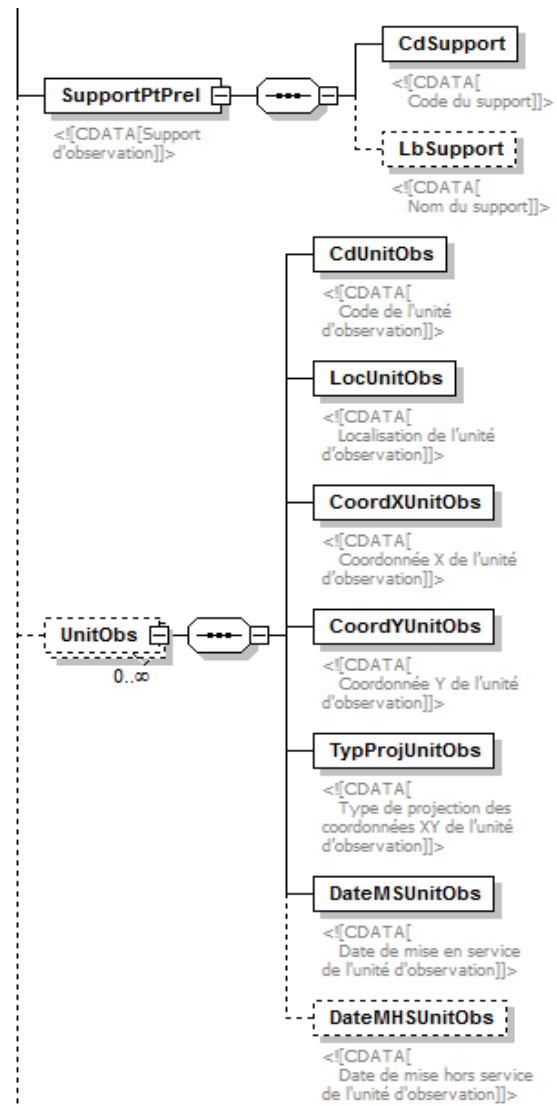 CdSupport
<![CDATA[
Code du support]]>
SupportPtPrel
<![CDATA[Support
d'observation]]>
LbSupport
<![CDATA[
Nom du support]]>
CdUnitObs
<![CDATA[
Code de l'unité
d'observation]]>
LocUnitObs
<![CDATA[
Localisation de l'unité
d'observation]]>
CoordXUnitObs
<![CDATA[
Coordonnée X de l'unité
d'observation]]>
UnitObs
0..∞
CoordYUnitObs
<![CDATA[
Coordonnée Y de l'unité
d'observation]]>
TypProjUnitObs
<![CDATA[
Type de projection des
coordonnées XY de l'unité
d'observation]]>
DateMSUnitObs
<![CDATA[
Date de mise en service
de l'unité d'observation]]>
DateMHSUnitObs
<![CDATA[
Date de mise hors service
de l'unité d'observation]]>